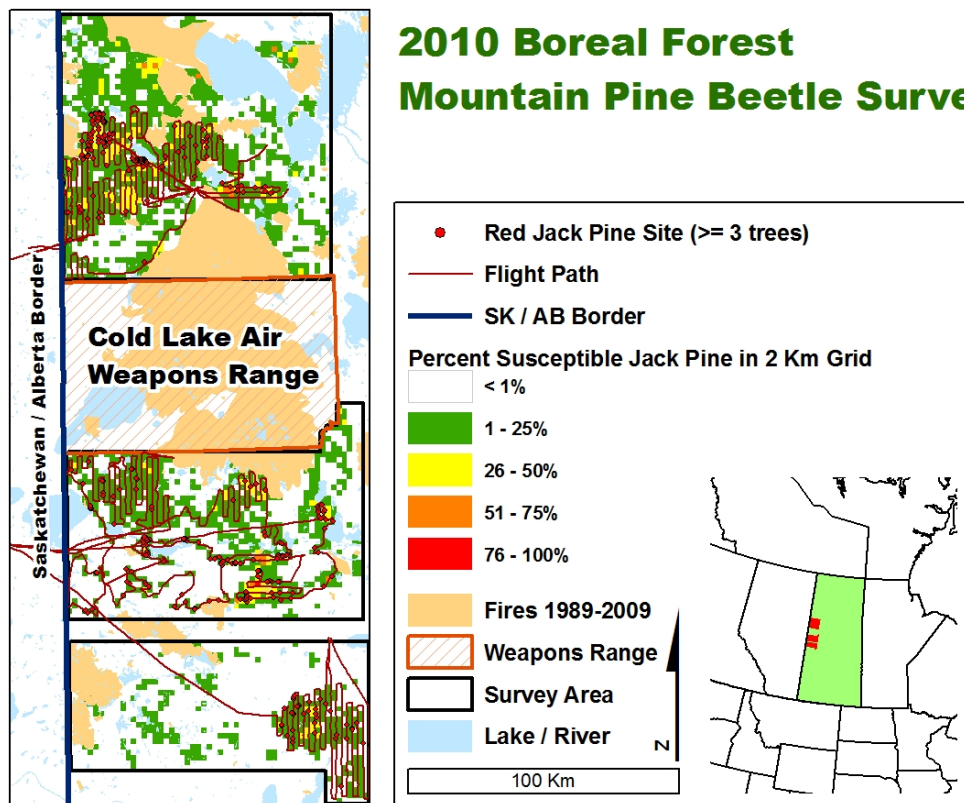 2010 Boreal Forest
Mountain Pine Beetle Surve
Cold Lake Air
Weapons Range
Saskatchewan / Alberta Border
Red Jack Pine Site (>= 3 trees)
Flight Path
SK / AB Border
Percent Susceptible Jack Pine in 2 Km Grid
< 1%
1 - 25%
26 - 50%
51 - 75%
76 - 100%
Fires 1989-2009
Weapons Range
Survey Area
Lake / River
N
100 Km